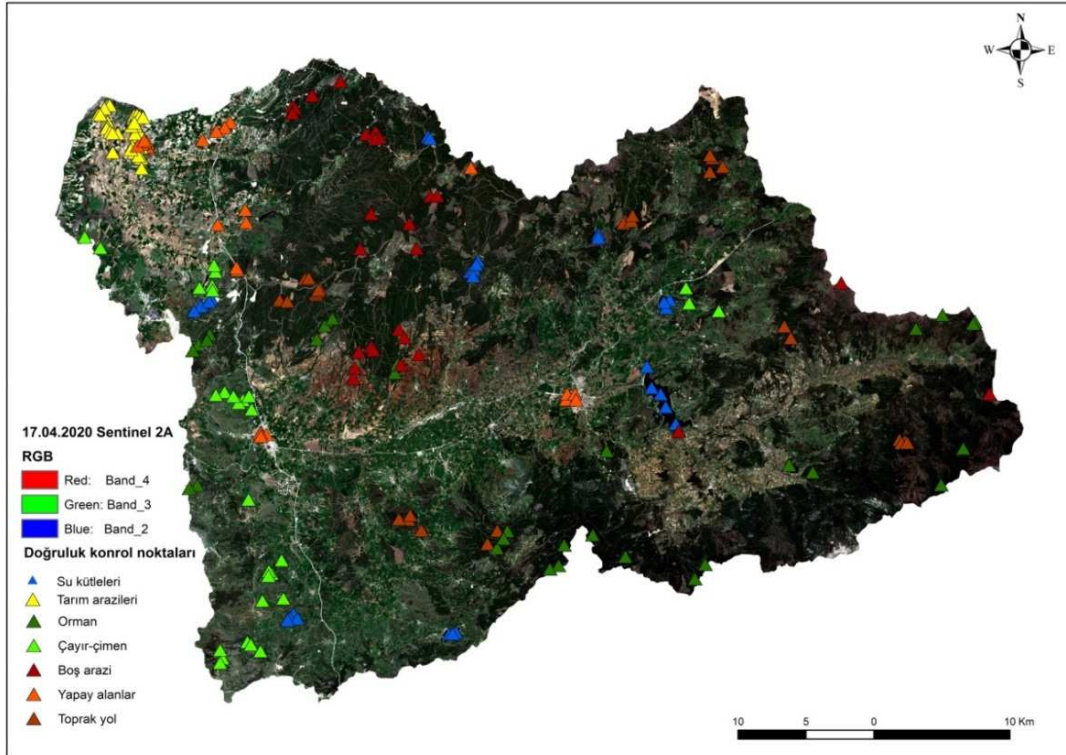 N
W E
S
17.04.2020 Sentinel 2A
RGB
Red: Band_4
Green: Band_3
Blue: Band_2
Doğruluk konrol noktaları
Su kütleleri
Tarım arazileri
Orman
Çayır-çimen
Boş arazi
Yapay alanlar
Toprak yol
10 5 0 10 Km